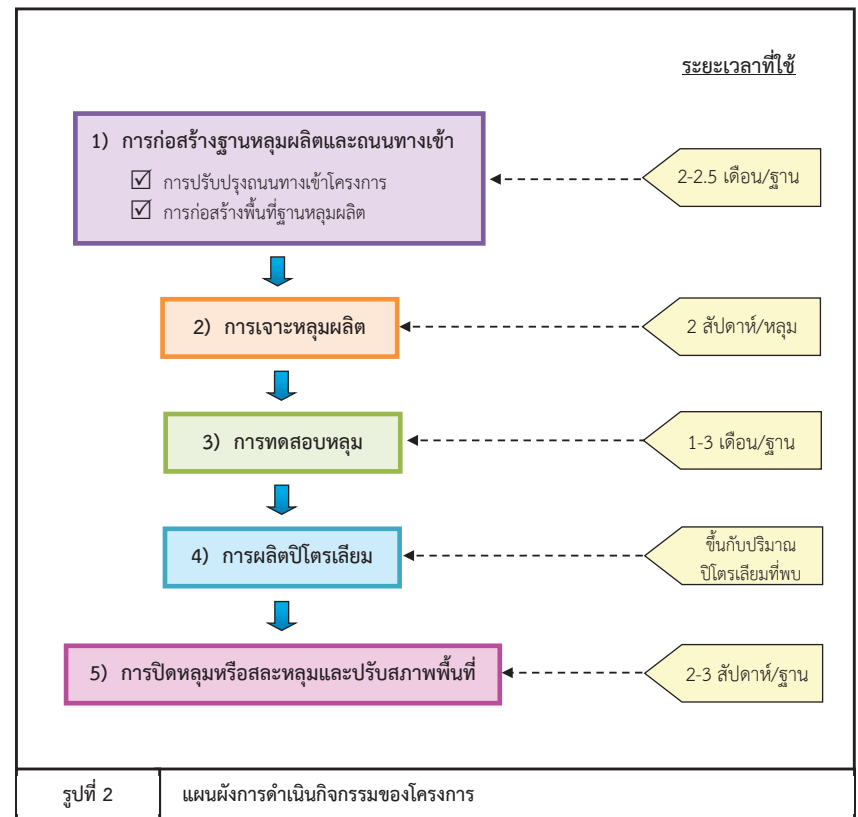 ระยะเวลาที่ใช้
1) การก่อสร้างฐานหลุมผลิตและถนนทางเข้า
การปรับปรุงถนนทางเข้าโครงการ
การก่อสร้างพื้นที่ฐานหลุมผลิต
2-2.5 เดือน/ฐาน
2) การเจาะหลุมผลิต
2 สัปดาห์/หลุม
3) การทดสอบหลุม
1-3 เดือน/ฐาน
4) การผลิตปิโตรเลียม
ขึ้นกับปริมาณ
ปิโตรเลียมที่พบ
5) การปิดหลุมหรือสละหลุมและปรับสภาพพื้นที่
2-3 สัปดาห์/ฐาน
รูปที่ 2
แผนผังการดำเนินกิจกรรมของโครงการ